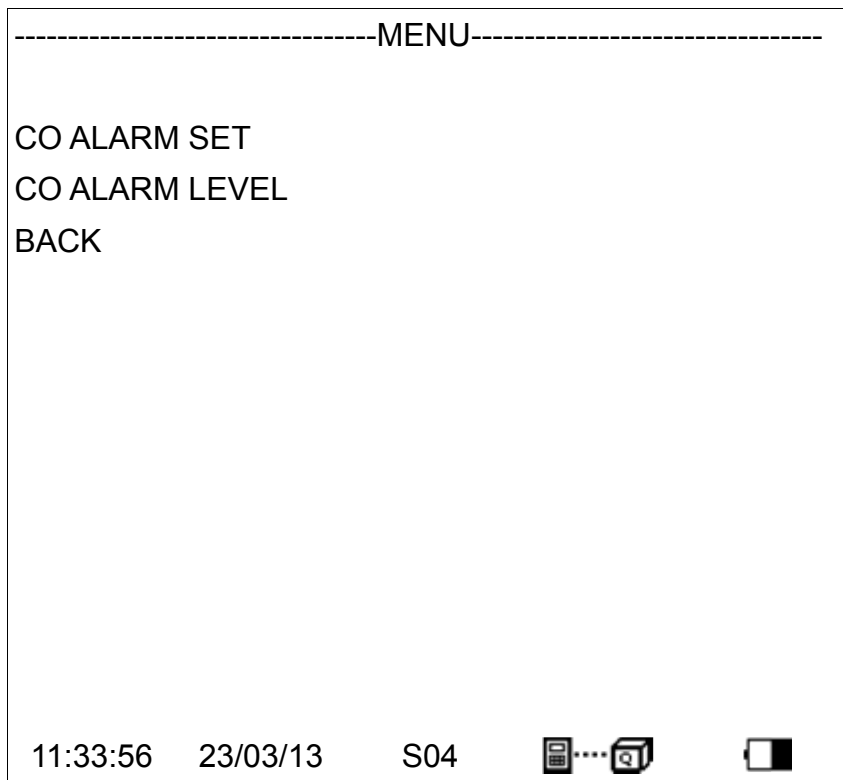 ----------------------------------MENU---------------------------------
CO ALARM SET
CO ALARM LEVEL
BACK
11:33:56 23/03/13 S04 Q